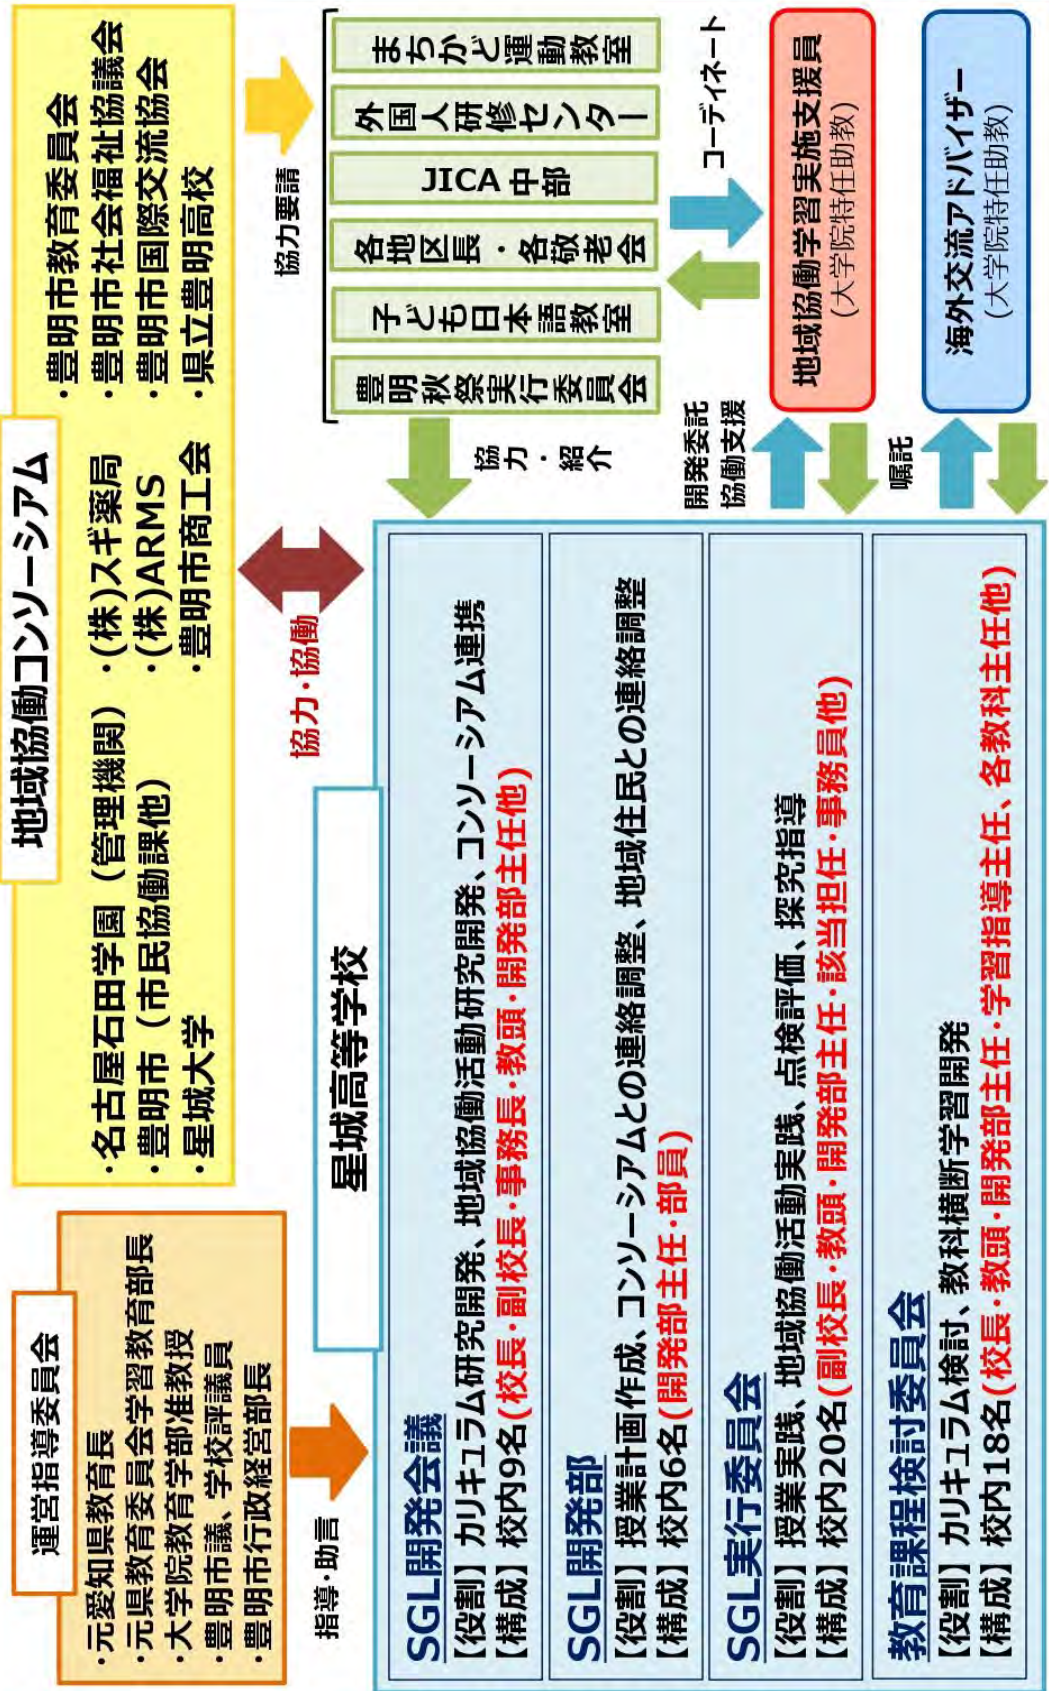 運営指導委員会
・元愛知県教育長
・元県教育委員会学習教育部長
・大学院教育学部准教授
・豊明市議、学校評議員
・豊明市行政経営部長
指導・助言
地域協働コンソーシアム
・名古屋石田学園（管理機関）
・豊明市（市民協働課他）
・星城大学
・(株)スギ薬局
・(株)ARMS
・豊明市商工会
・豊明市教育委員会
・豊明市社会福祉協議会
・豊明市国際交流協会
・県立豊明高校
協力・協働
協力要請
星城高等学校
SGL開発会議
【役割】カリキュラム研究開発、地域協働活動研究開発、コンソーシアム連携
【構成】校内9名(校長・副校長・事務長・教頭・開発部主任他)
SGL開発部
【役割】授業計画作成、コンソーシアムとの連絡調整、地域住民との連絡調整
【構成】校内6名(開発部主任・部員)
SGL実行委員会
【役割】授業実践、地域協働活動実践、点検評価、探究指導
【構成】校内20名(副校長・教頭・開発部主任・該当担任・事務員他)
教育課程検討委員会
【役割】カリキュラム検討、教科横断学習開発
【構成】校内18名(校長・教頭・開発部主任・学習指導主任、各教科主任他)
協力・紹介
豊明秋祭実行委員会
子ども日本語教室
各地区長・各敬老会
JICA中部
外国人研修センター
まちかど運動教室
コーディネート
開発委託
協働支援
地域協働学習実施支援員
(大学院特任助教)
嘱託
海外交流アドバイザー
(大学院特任助教)